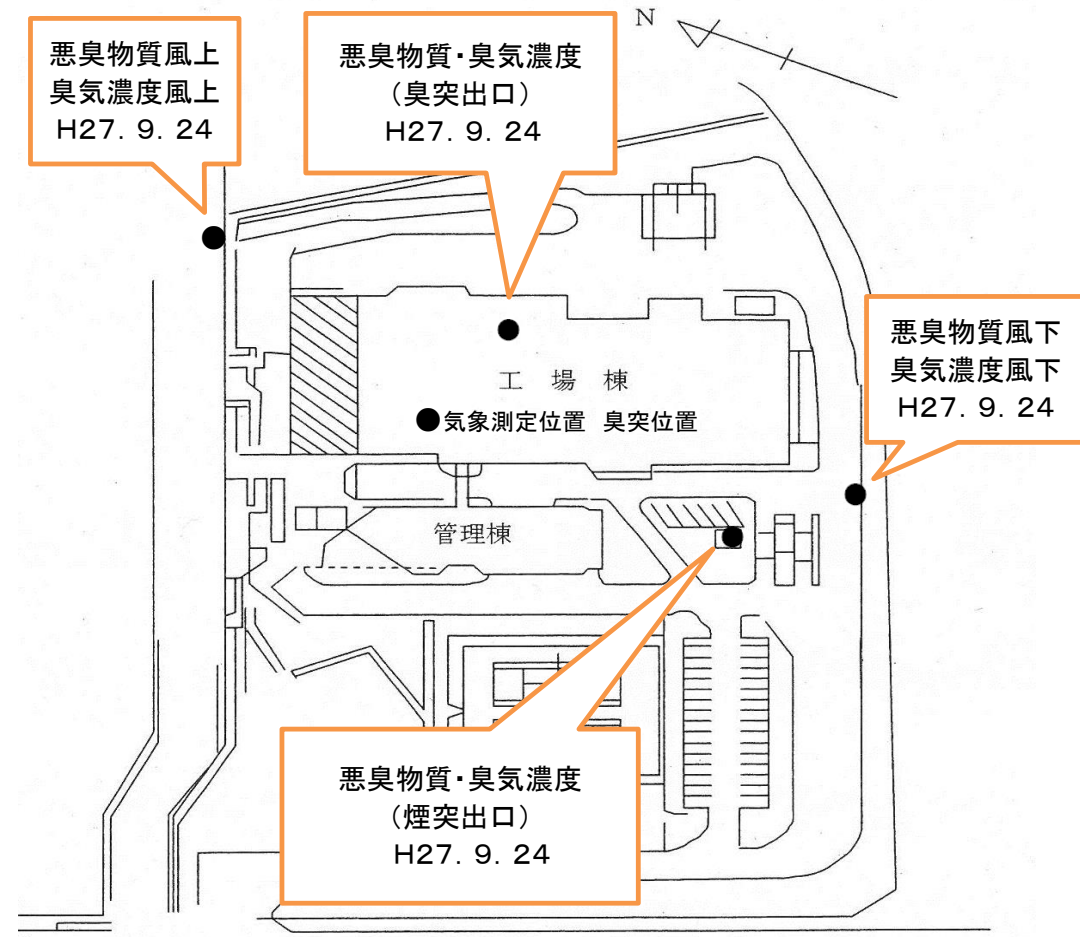 N
悪臭物質風上
臭気濃度風上
H27. 9. 24
悪臭物質・臭気濃度
(臭突出口)
H27. 9. 24
悪臭物質風下
臭気濃度風下
H27. 9. 24
工 場 棟
気象測定位置 臭突位置
管理棟
悪臭物質・臭気濃度
(煙突出口)
H27. 9. 24